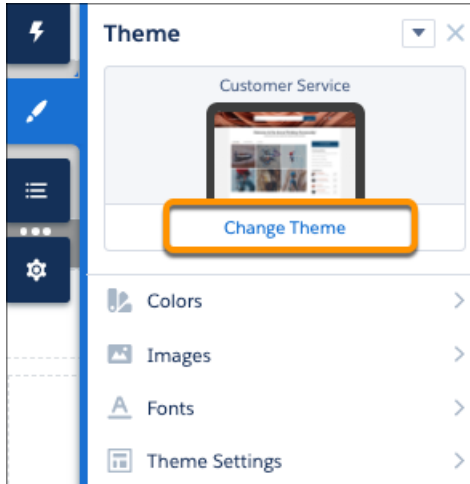 Theme
Customer Service
Change Theme
Colors
Images
Fonts
Theme Settings